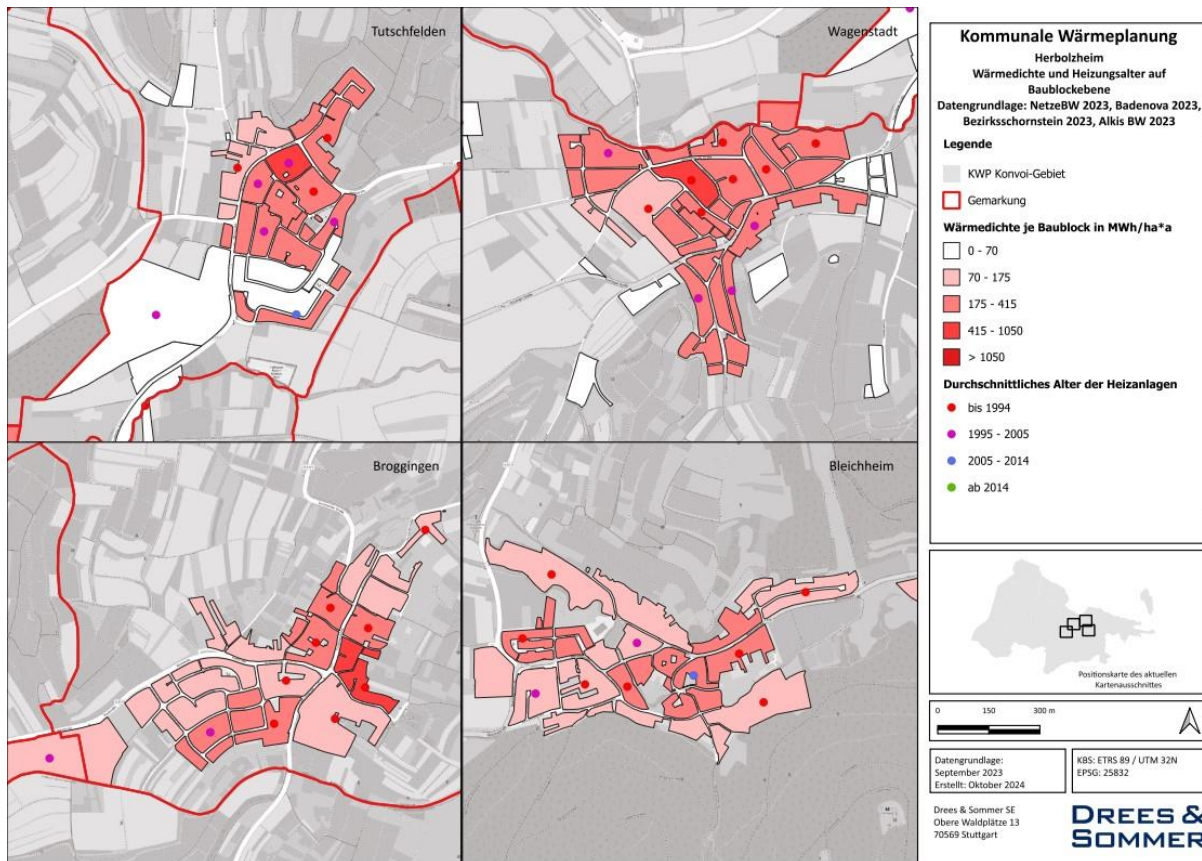 Tutschfelden
Wagenstadt
Broggingen
Bleichheim
Kommunale Wärmeplanung
Herbolzheim
Wärmedichte und Heizungsalter auf
Baublockebene
Datengrundlage: NetzeBW 2023, Badenova 2023,
Bezirksschornstein 2023, Alkis BW 2023
Legende
KWP Konvoi-Gebiet
Gemarkung
Wärmedichte je Baublock in MWh/ha*a
0 - 70
70 - 175
175 - 415
415 - 1050
> 1050
Durchschnittliches Alter der Heizanlagen
bis 1994
1995 - 2005
2005 - 2014
ab 2014
Positionskarte des aktuellen
Kartenausschnittes
0 150 300 m
Datengrundlage:
September 2023
Erstellt: Oktober 2024
KBS: ETRS 89 / UTM 32N
EPSG: 25832
Drees & Sommer SE
Obere Waldplätze 13
70569 Stuttgart
DREES &
SOMMER